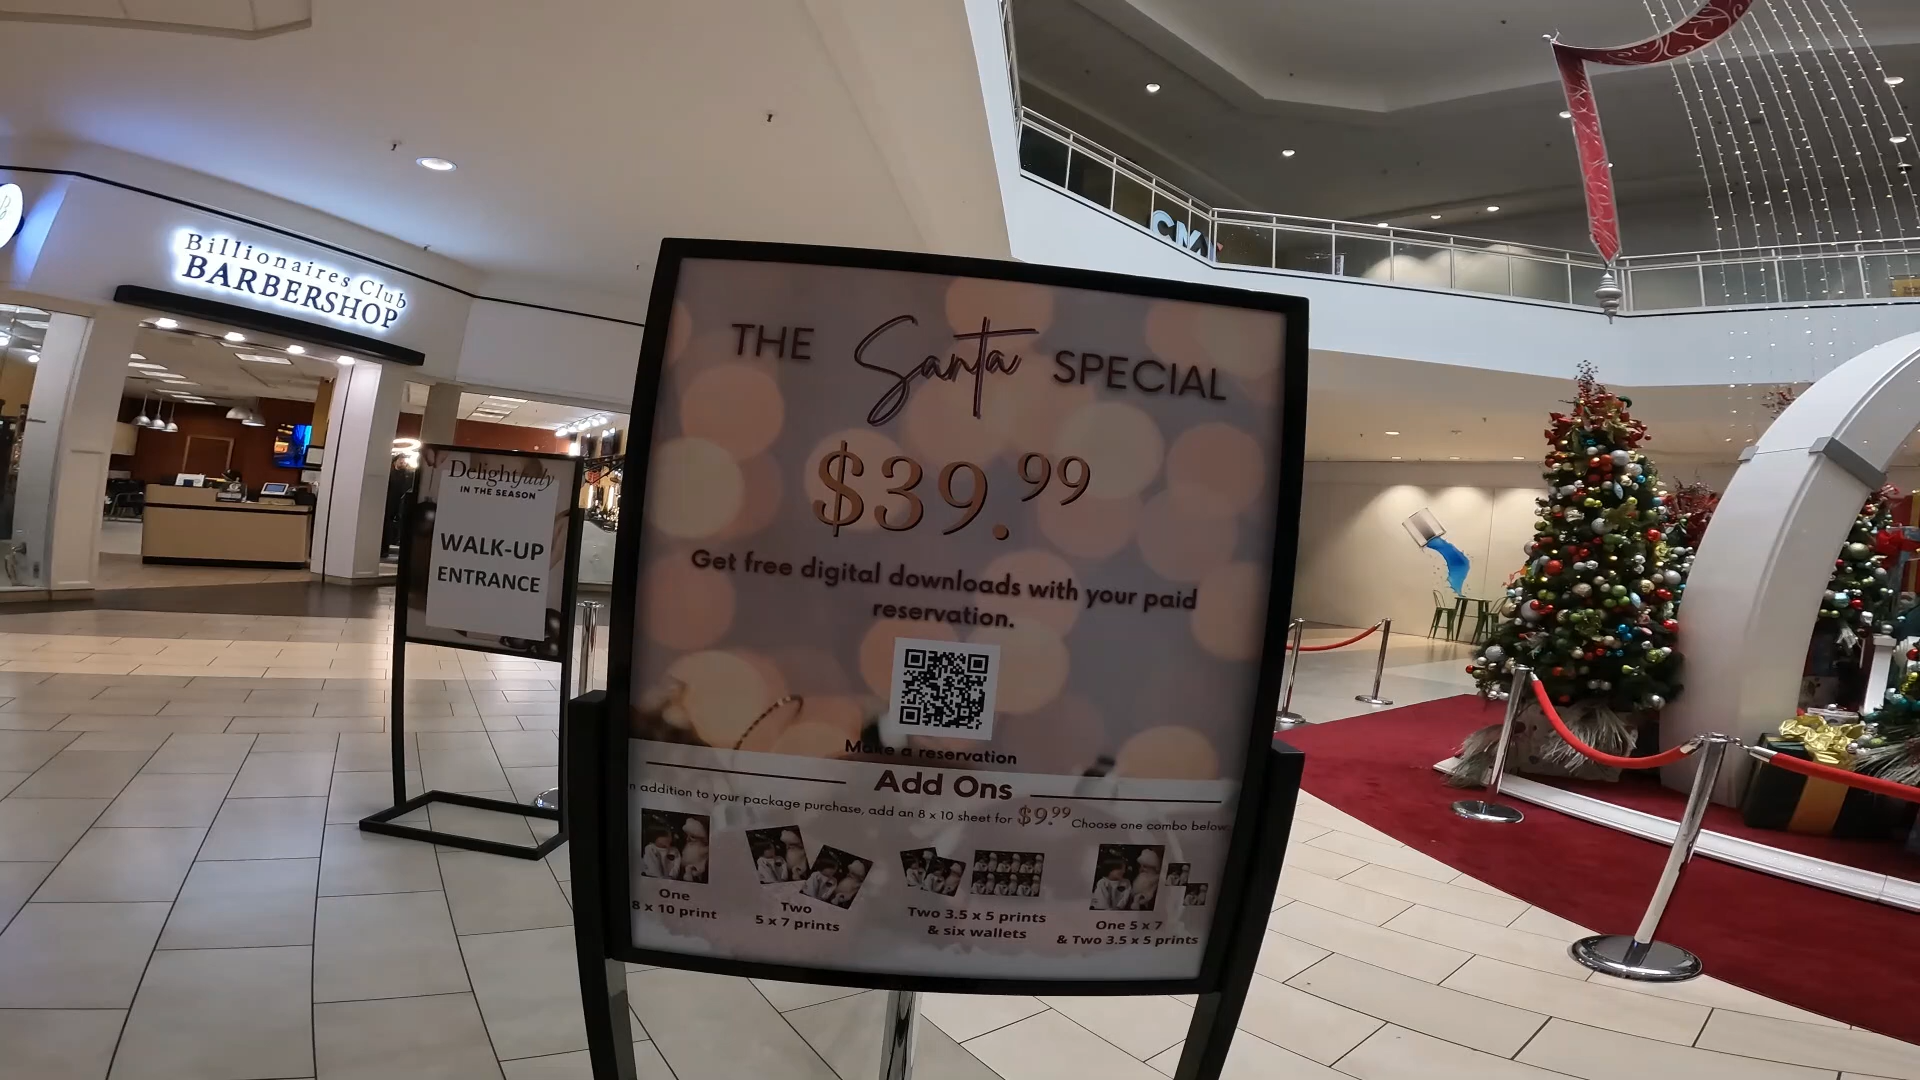 Billionaires Club
BARBERSHOP
Delightfully
IN THE SEASON
WALK-UP
ENTRANCE
THE Santa SPECIAL
$39.99
Get free digital downloads with your paid
reservation.
Make a reservation
Add Ons
addition to your package purchase, add an 8 x 10 sheet for $9.99 Choose one combo below
One
8 x 10 print
Two
5 x 7 prints
Two 3.5 x 5 prints
& six wallets
One 5 x 7
& Two 3.5 x 5 prints